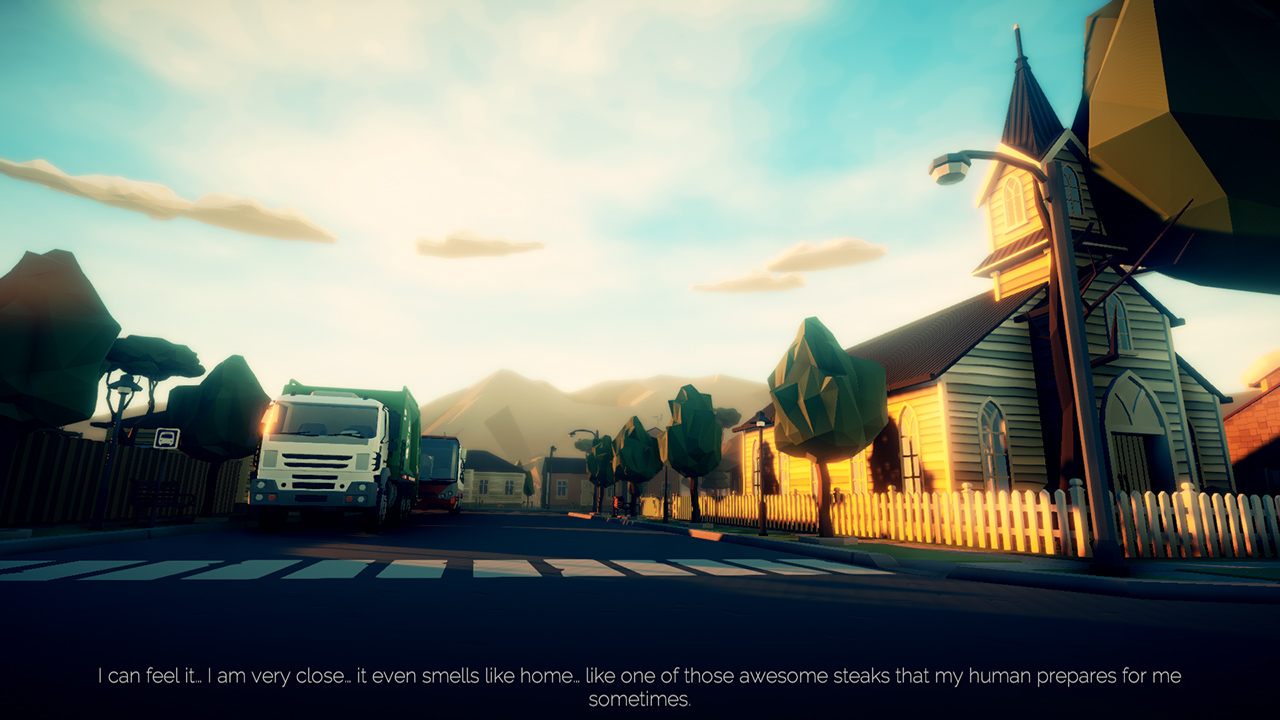 I can feel it… I am very close… it even smells like home… like one of those awesome steaks that my human prepares for me
sometimes.